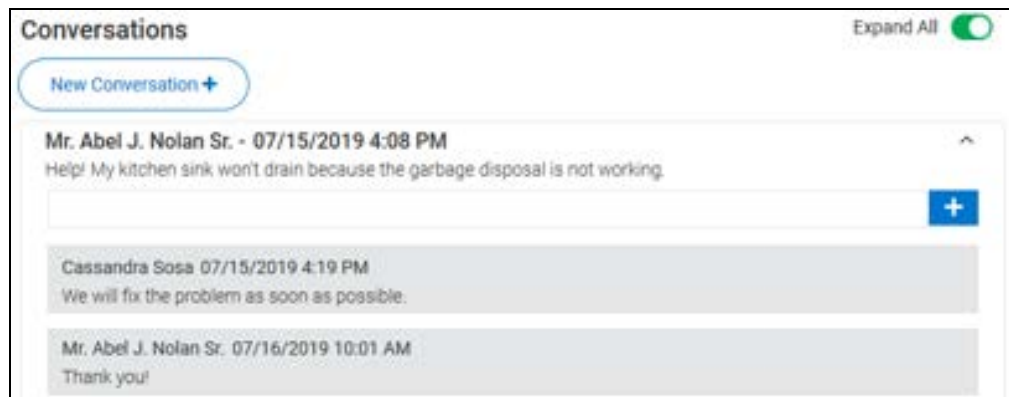 Conversations
Expand All
New Conversation +
Mr. Abel J. Nolan Sr. - 07/15/2019 4:08 PM
Help! My kitchen sink won't drain because the garbage disposal is not working.
+
Cassandra Sosa 07/15/2019 4:19 PM
We will fix the problem as soon as possible.
Mr. Abel J. Nolan Sr. 07/16/2019 10:01 AM
Thank you!